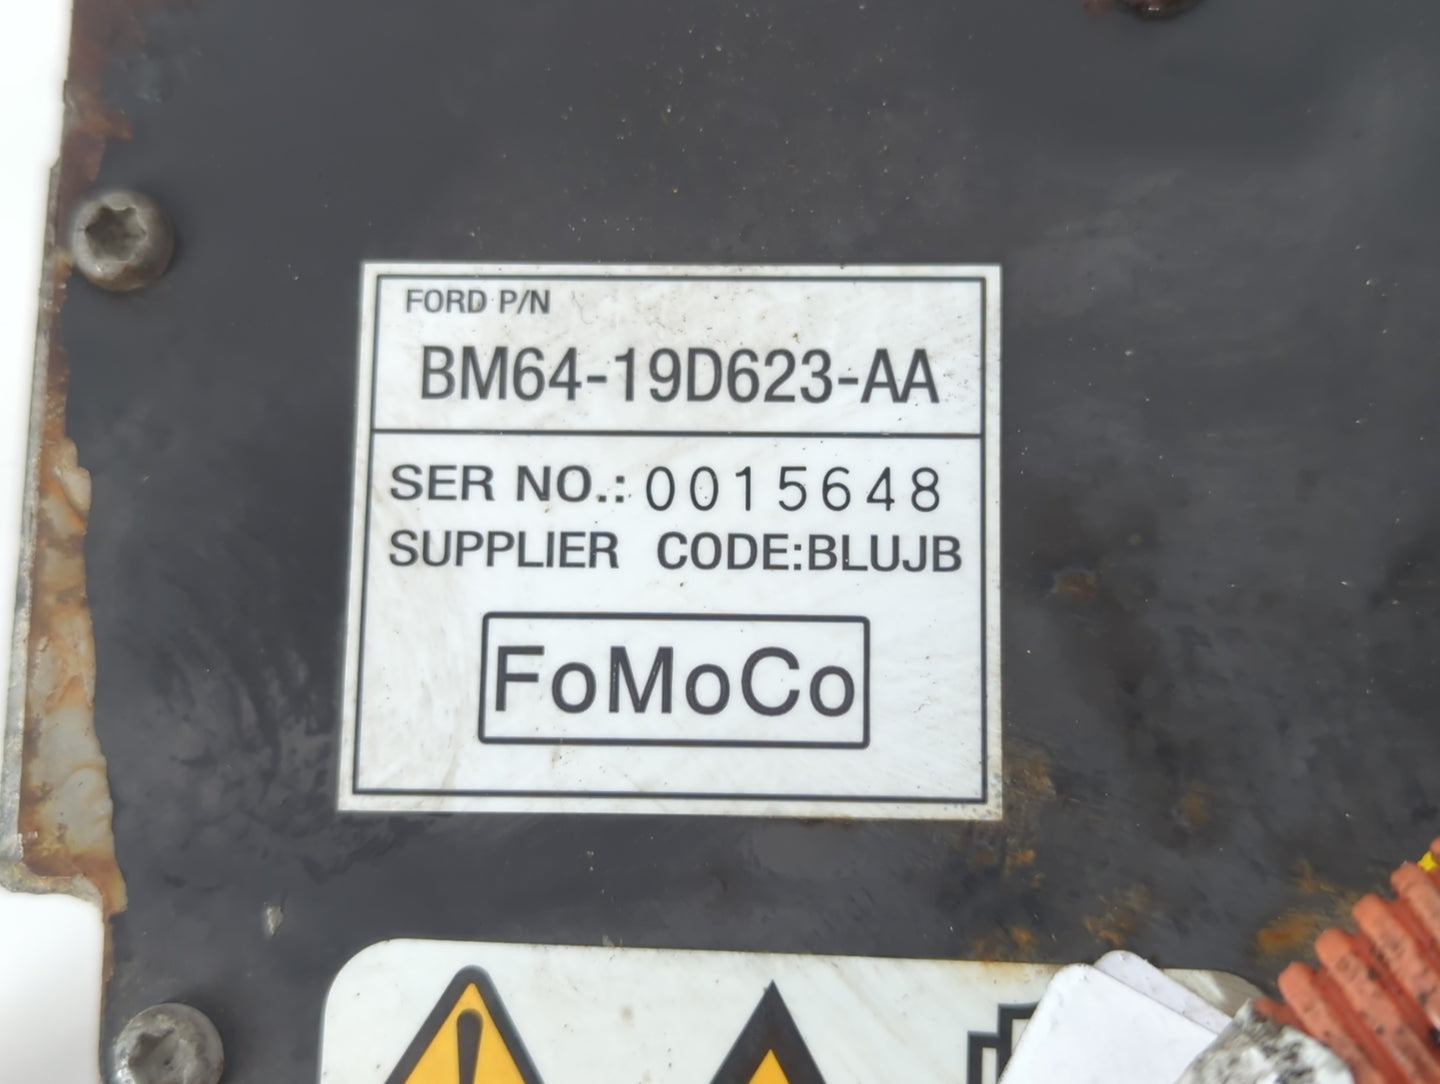 FORD P/N
BM64-19D623-AA
SER NO.: 0015648
SUPPLIER CODE:BLUJB
FoMoCo